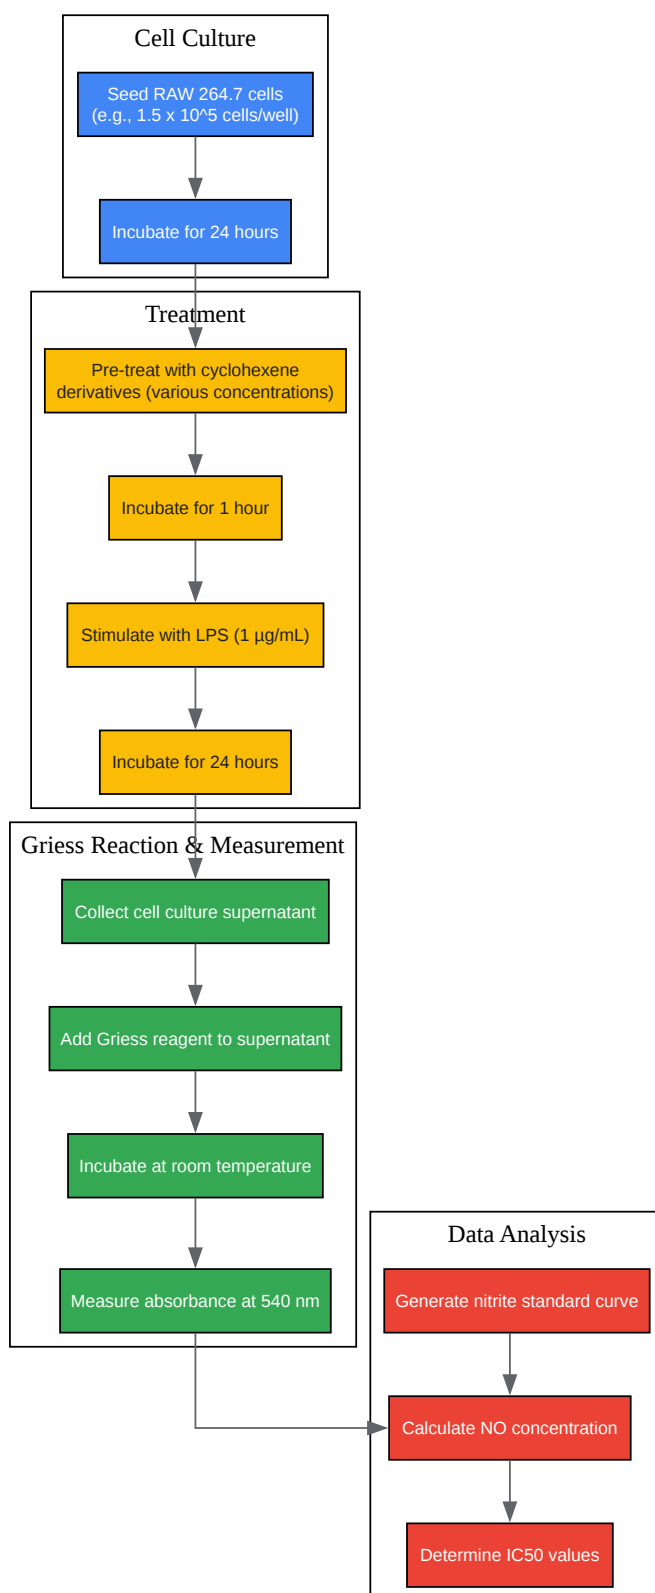 Cell Culture
Seed RAW 264.7 cells
(e.g., 1.5 x 10^5 cells/well)
Incubate for 24 hours
Treatment
Pre-treat with cyclohexene
derivatives (various concentrations)
Incubate for 1 hour
Stimulate with LPS (1 µg/mL)
Incubate for 24 hours
Griess Reaction & Measurement
Collect cell culture supernatant
Add Griess reagent to supernatant
Incubate at room temperature
Measure absorbance at 540 nm
Data Analysis
Generate nitrite standard curve
Calculate NO concentration
Determine IC50 values